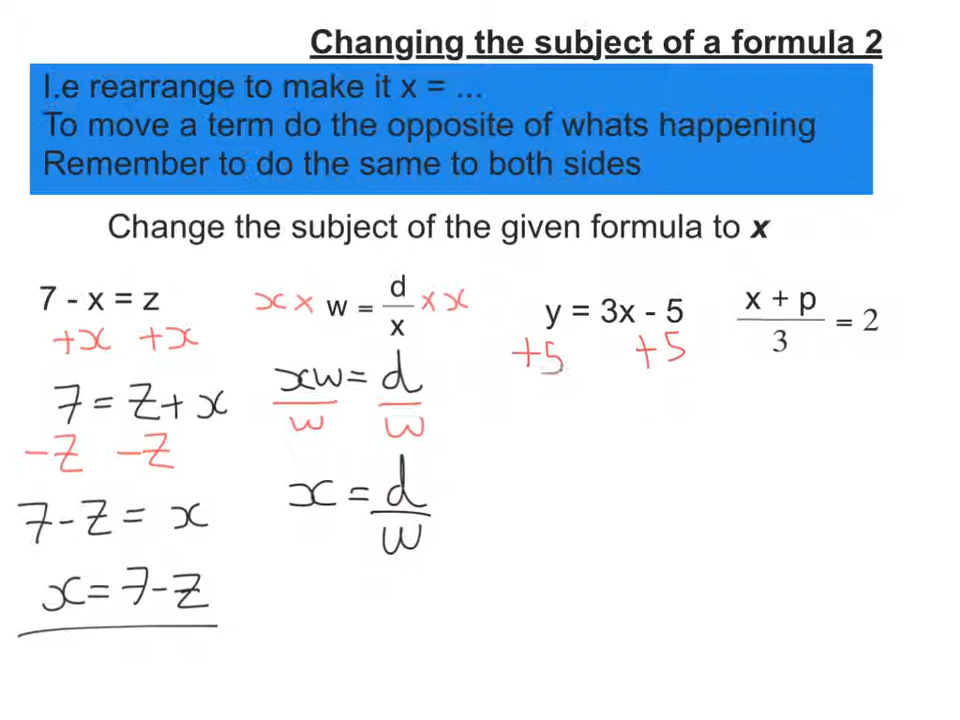 Changing the subject of a formula 2
I.e rearrange to make it x = ...
To move a term do the opposite of whats happening
Remember to do the same to both sides
Change the subject of the given formula to x
7 - x = z
+x +x
7 = z + x
-z -z
7 - z = x
x = 7 - z
x × w = d/x × x
xw = d
w w
x = d/w
y = 3x - 5
+5 +5
(x + p)/3 = 2